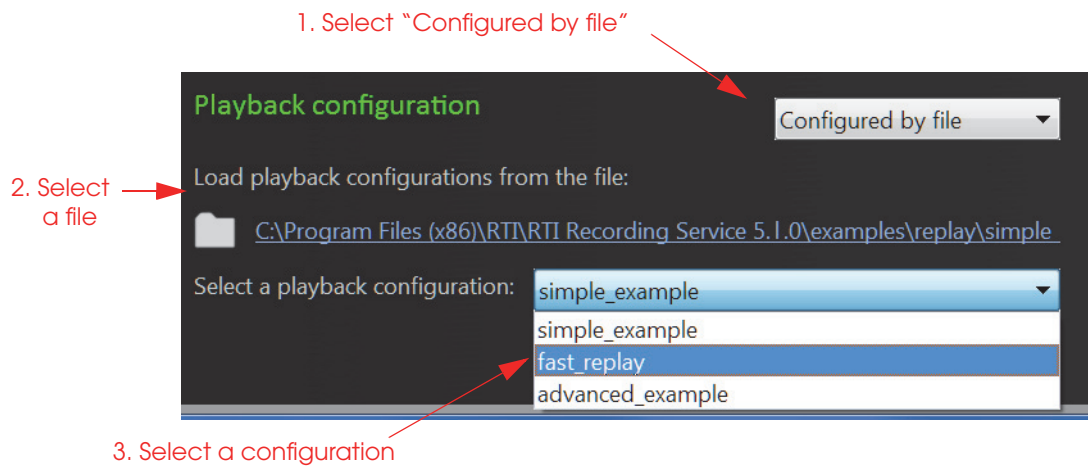 1. Select “Configured by file”
Playback configuration
Configured by file
2. Select
a file
Load playback configurations from the file:
C:\Program Files (x86)\RTI\RTI Recording Service 5.1.0\examples\replay\simple_
Select a playback configuration:
simple_example
simple_example
fast_replay
advanced_example
3. Select a configuration